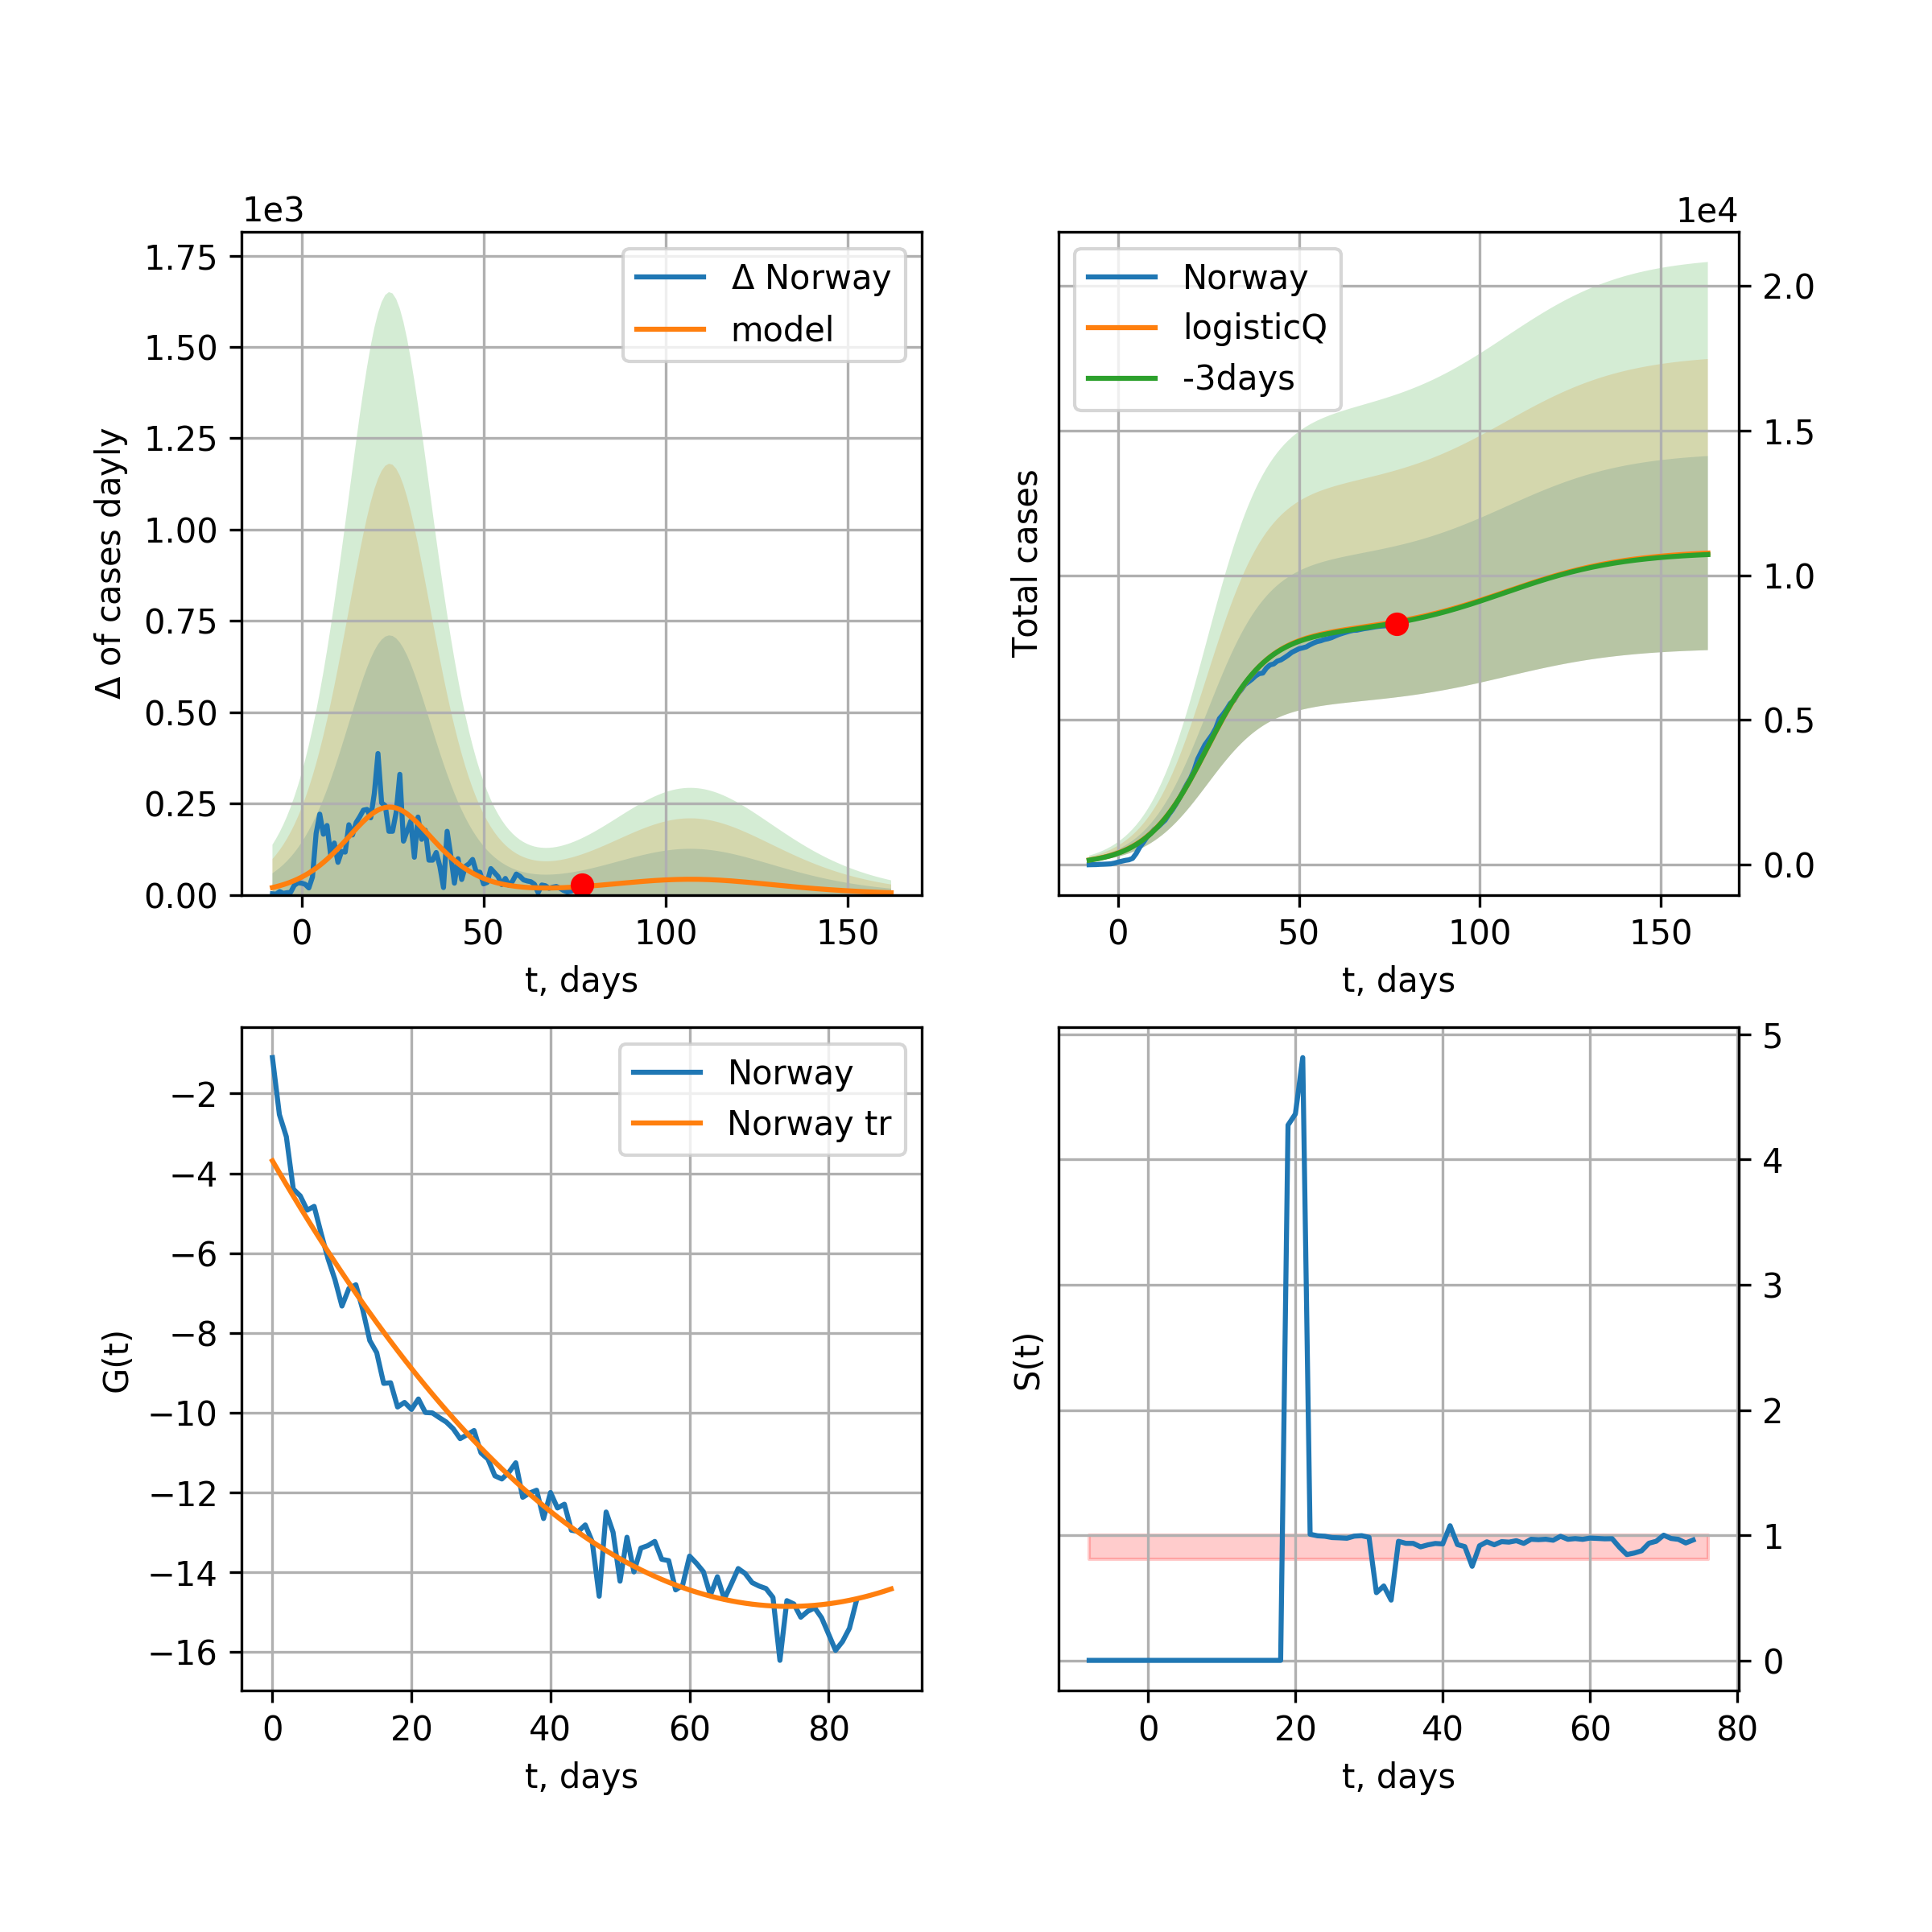 1e3
Δ of cases dayly
1.75
1.50
1.25
1.00
0.75
0.50
0.25
0.00
0 50 100 150
t, days
Δ Norway
model
1e4
Total cases
Norway
logisticQ
-3days
2.0
1.5
1.0
0.5
0.0
0 50 100 150
t, days
G(t)
−2
−4
−6
−8
−10
−12
−14
−16
0 20 40 60 80
t, days
Norway
Norway tr
S(t)
5
4
3
2
1
0
0 20 40 60 80
t, days